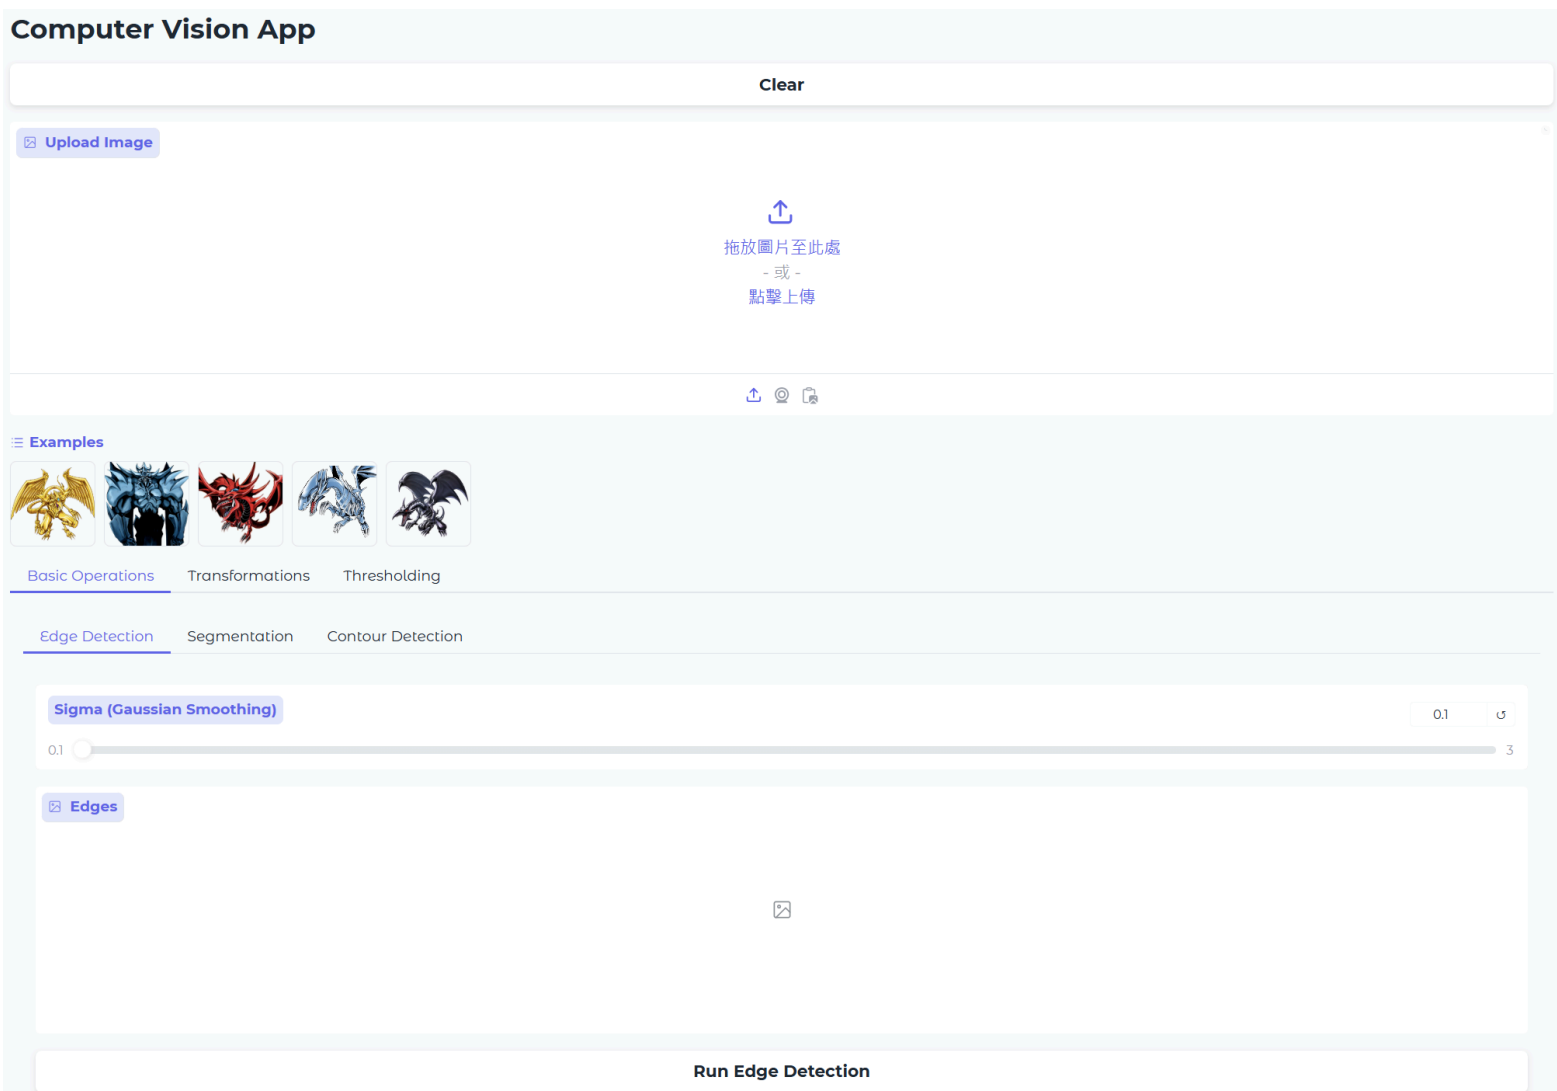 Computer Vision App
Clear
Upload Image
拖放圖片至此處
- 或 -
點擊上傳
Examples
Basic Operations Transformations Thresholding
Edge Detection Segmentation Contour Detection
Sigma (Gaussian Smoothing) 0.1
0.1 3
Edges
Run Edge Detection